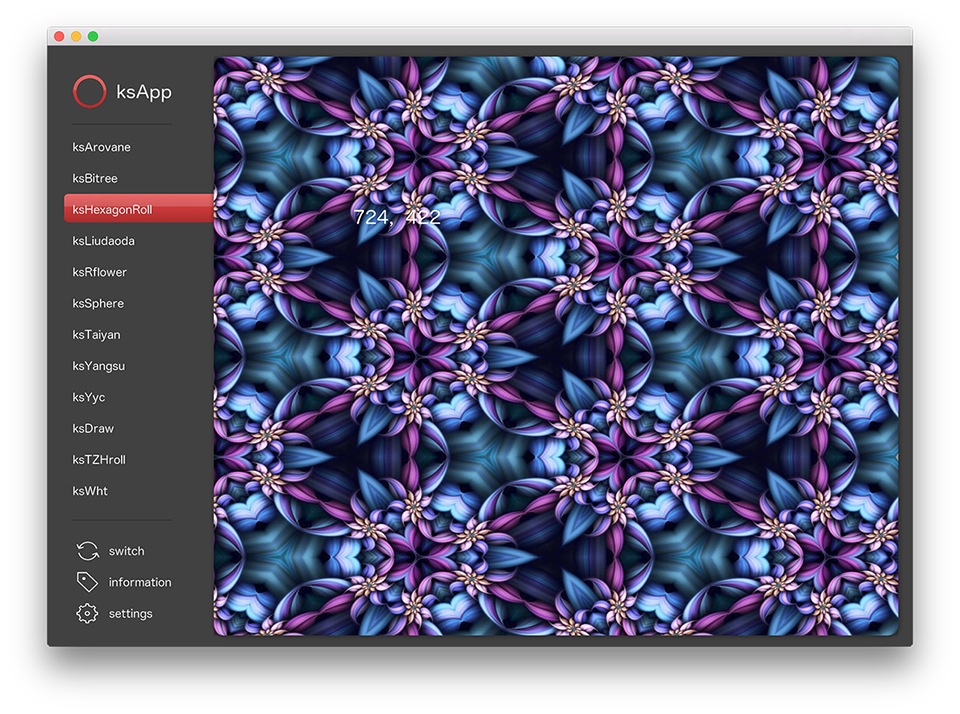 ksApp
ksArovane
ksBitree
ksHexagonRoll
ksLiudaoda
ksRflower
ksSphere
ksTaiyan
ksYangsu
ksYyc
ksDraw
ksTZHroll
ksWht
switch
information
settings
724, 422